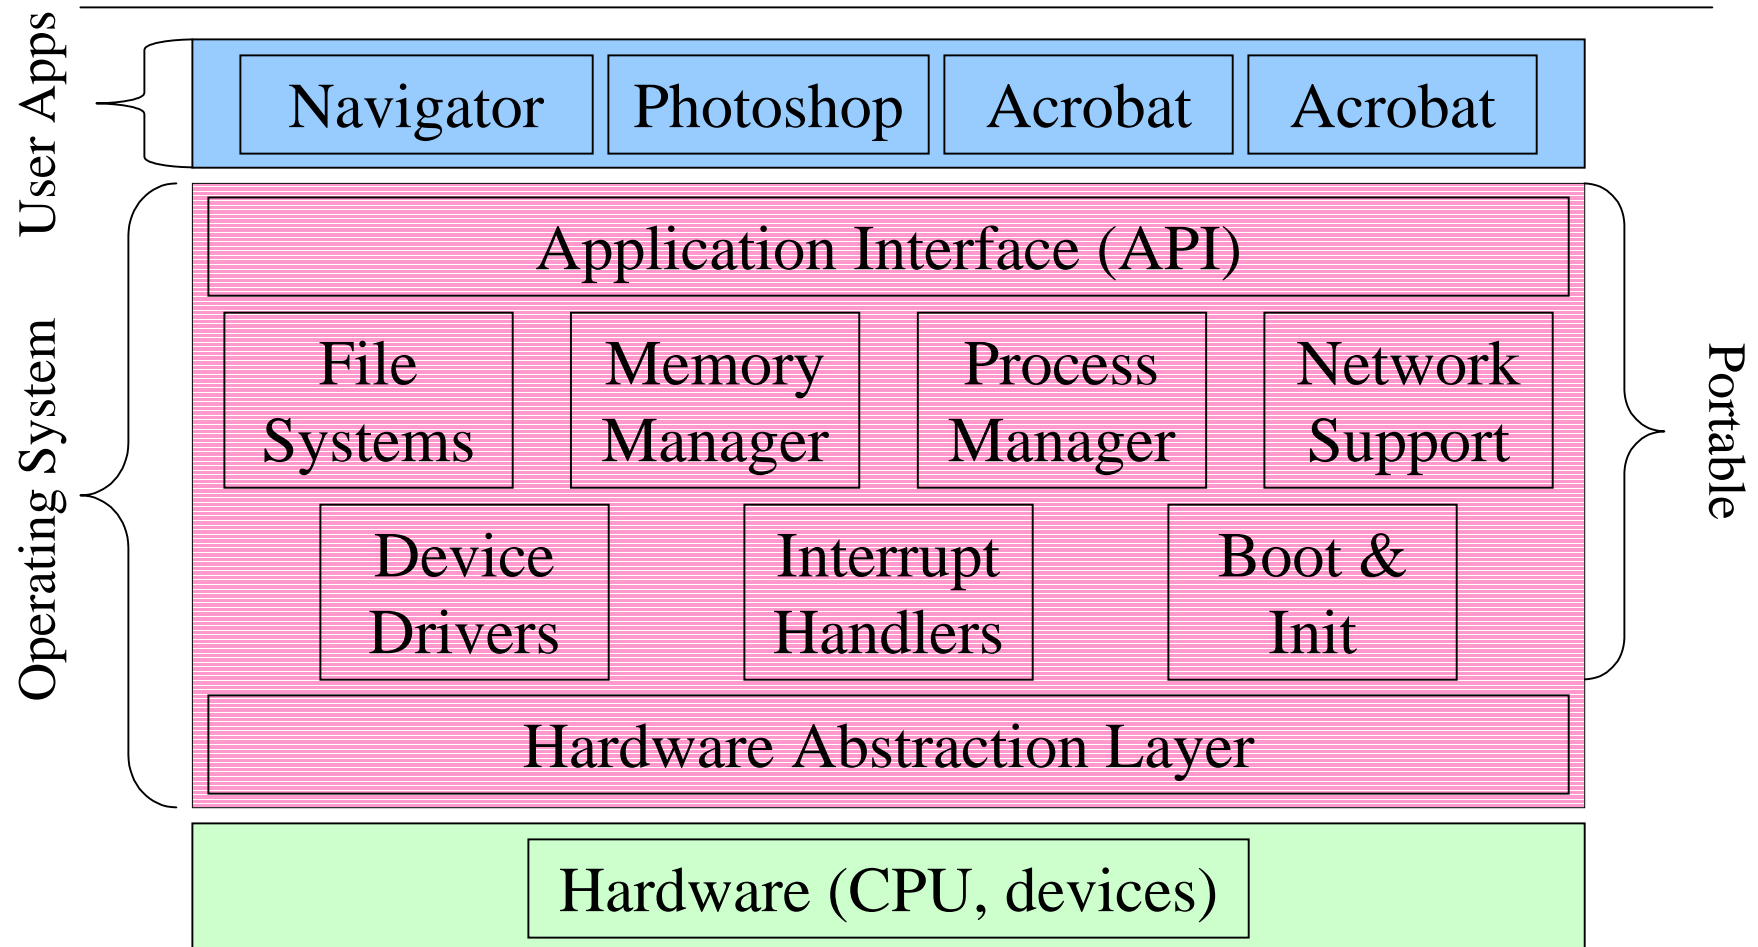 User Apps
Navigator Photoshop Acrobat Acrobat
Operating System
Application Interface (API)
File Systems
Memory Manager
Process Manager
Network Support
Device Drivers
Interrupt Handlers
Boot & Init
Hardware Abstraction Layer
Portable
Hardware (CPU, devices)